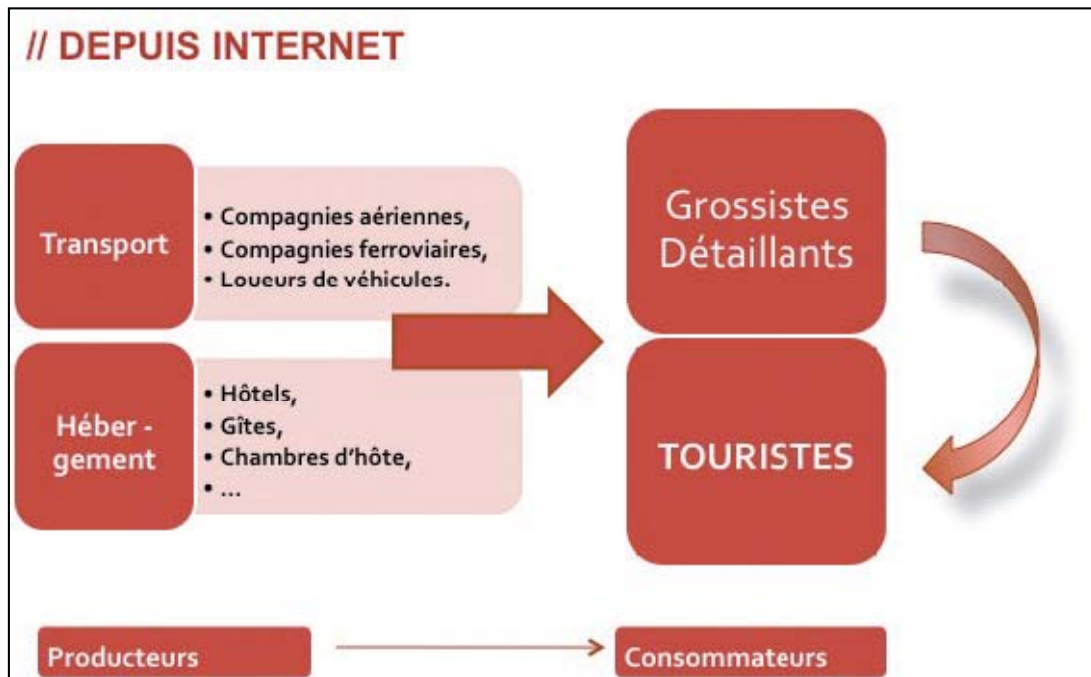 // DEPUIS INTERNET
Transport
• Compagnies aériennes,
• Compagnies ferroviaires,
• Loueurs de véhicules.
Héber -
gement
• Hôtels,
• Gîtes,
• Chambres d'hôte,
• ...
Grossistes
Détaillants
TOURISTES
Producteurs
Consommateurs